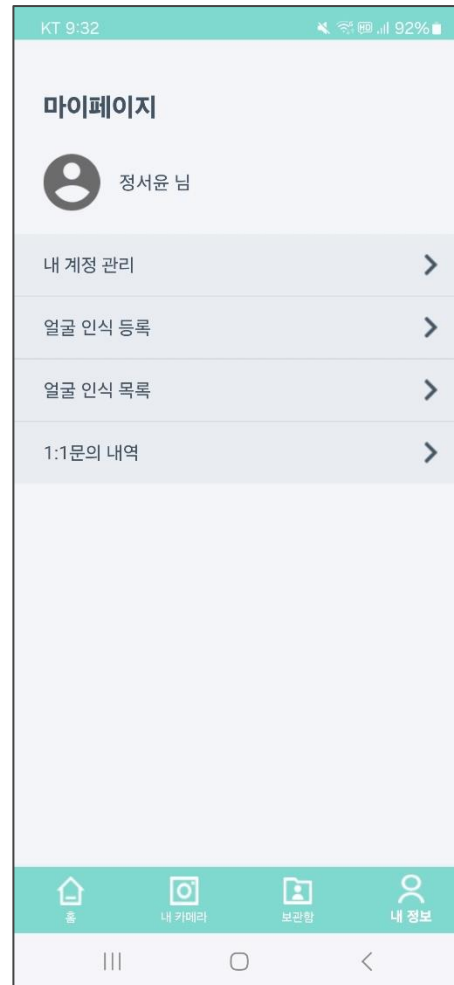 KT 9:32 92%
마이페이지
정서윤 님
내 계정 관리
얼굴 인식 등록
얼굴 인식 목록
1:1문의 내역
홈 내 카메라 보관함 내 정보